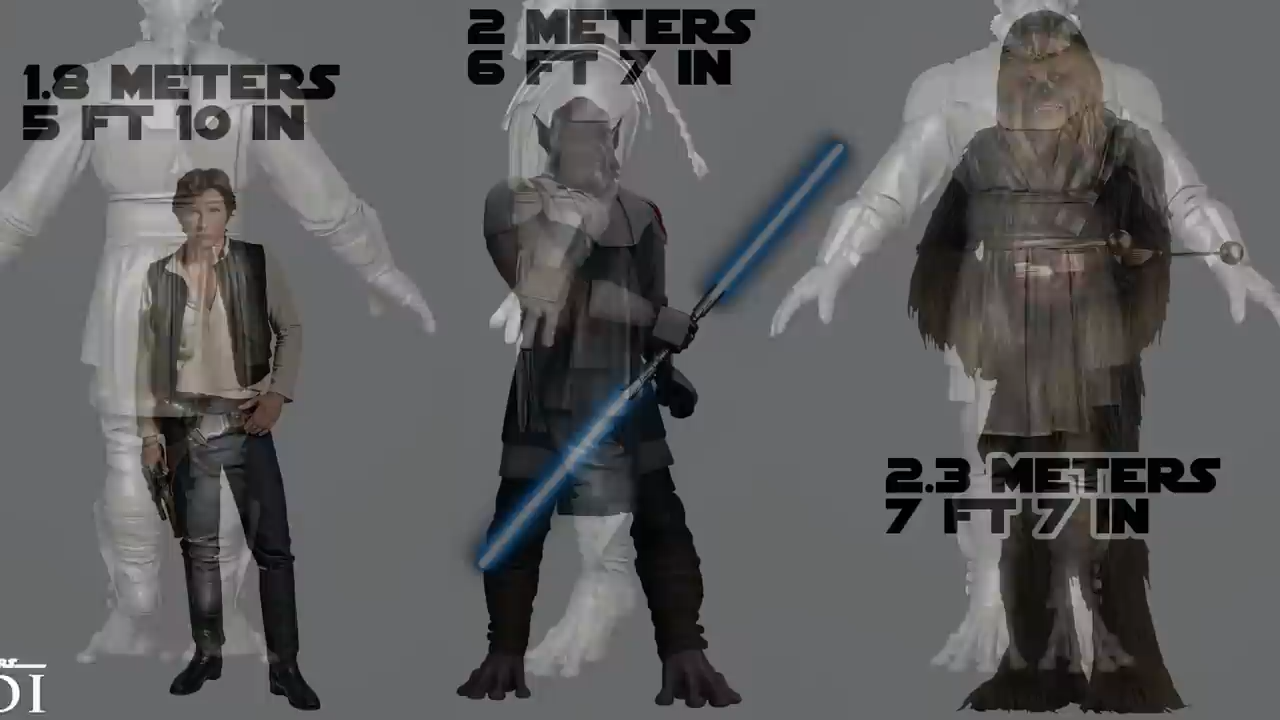 1.8 METERS
5 FT 10 IN
2 METERS
6 FT 7 IN
2.3 METERS
7 FT 7 IN